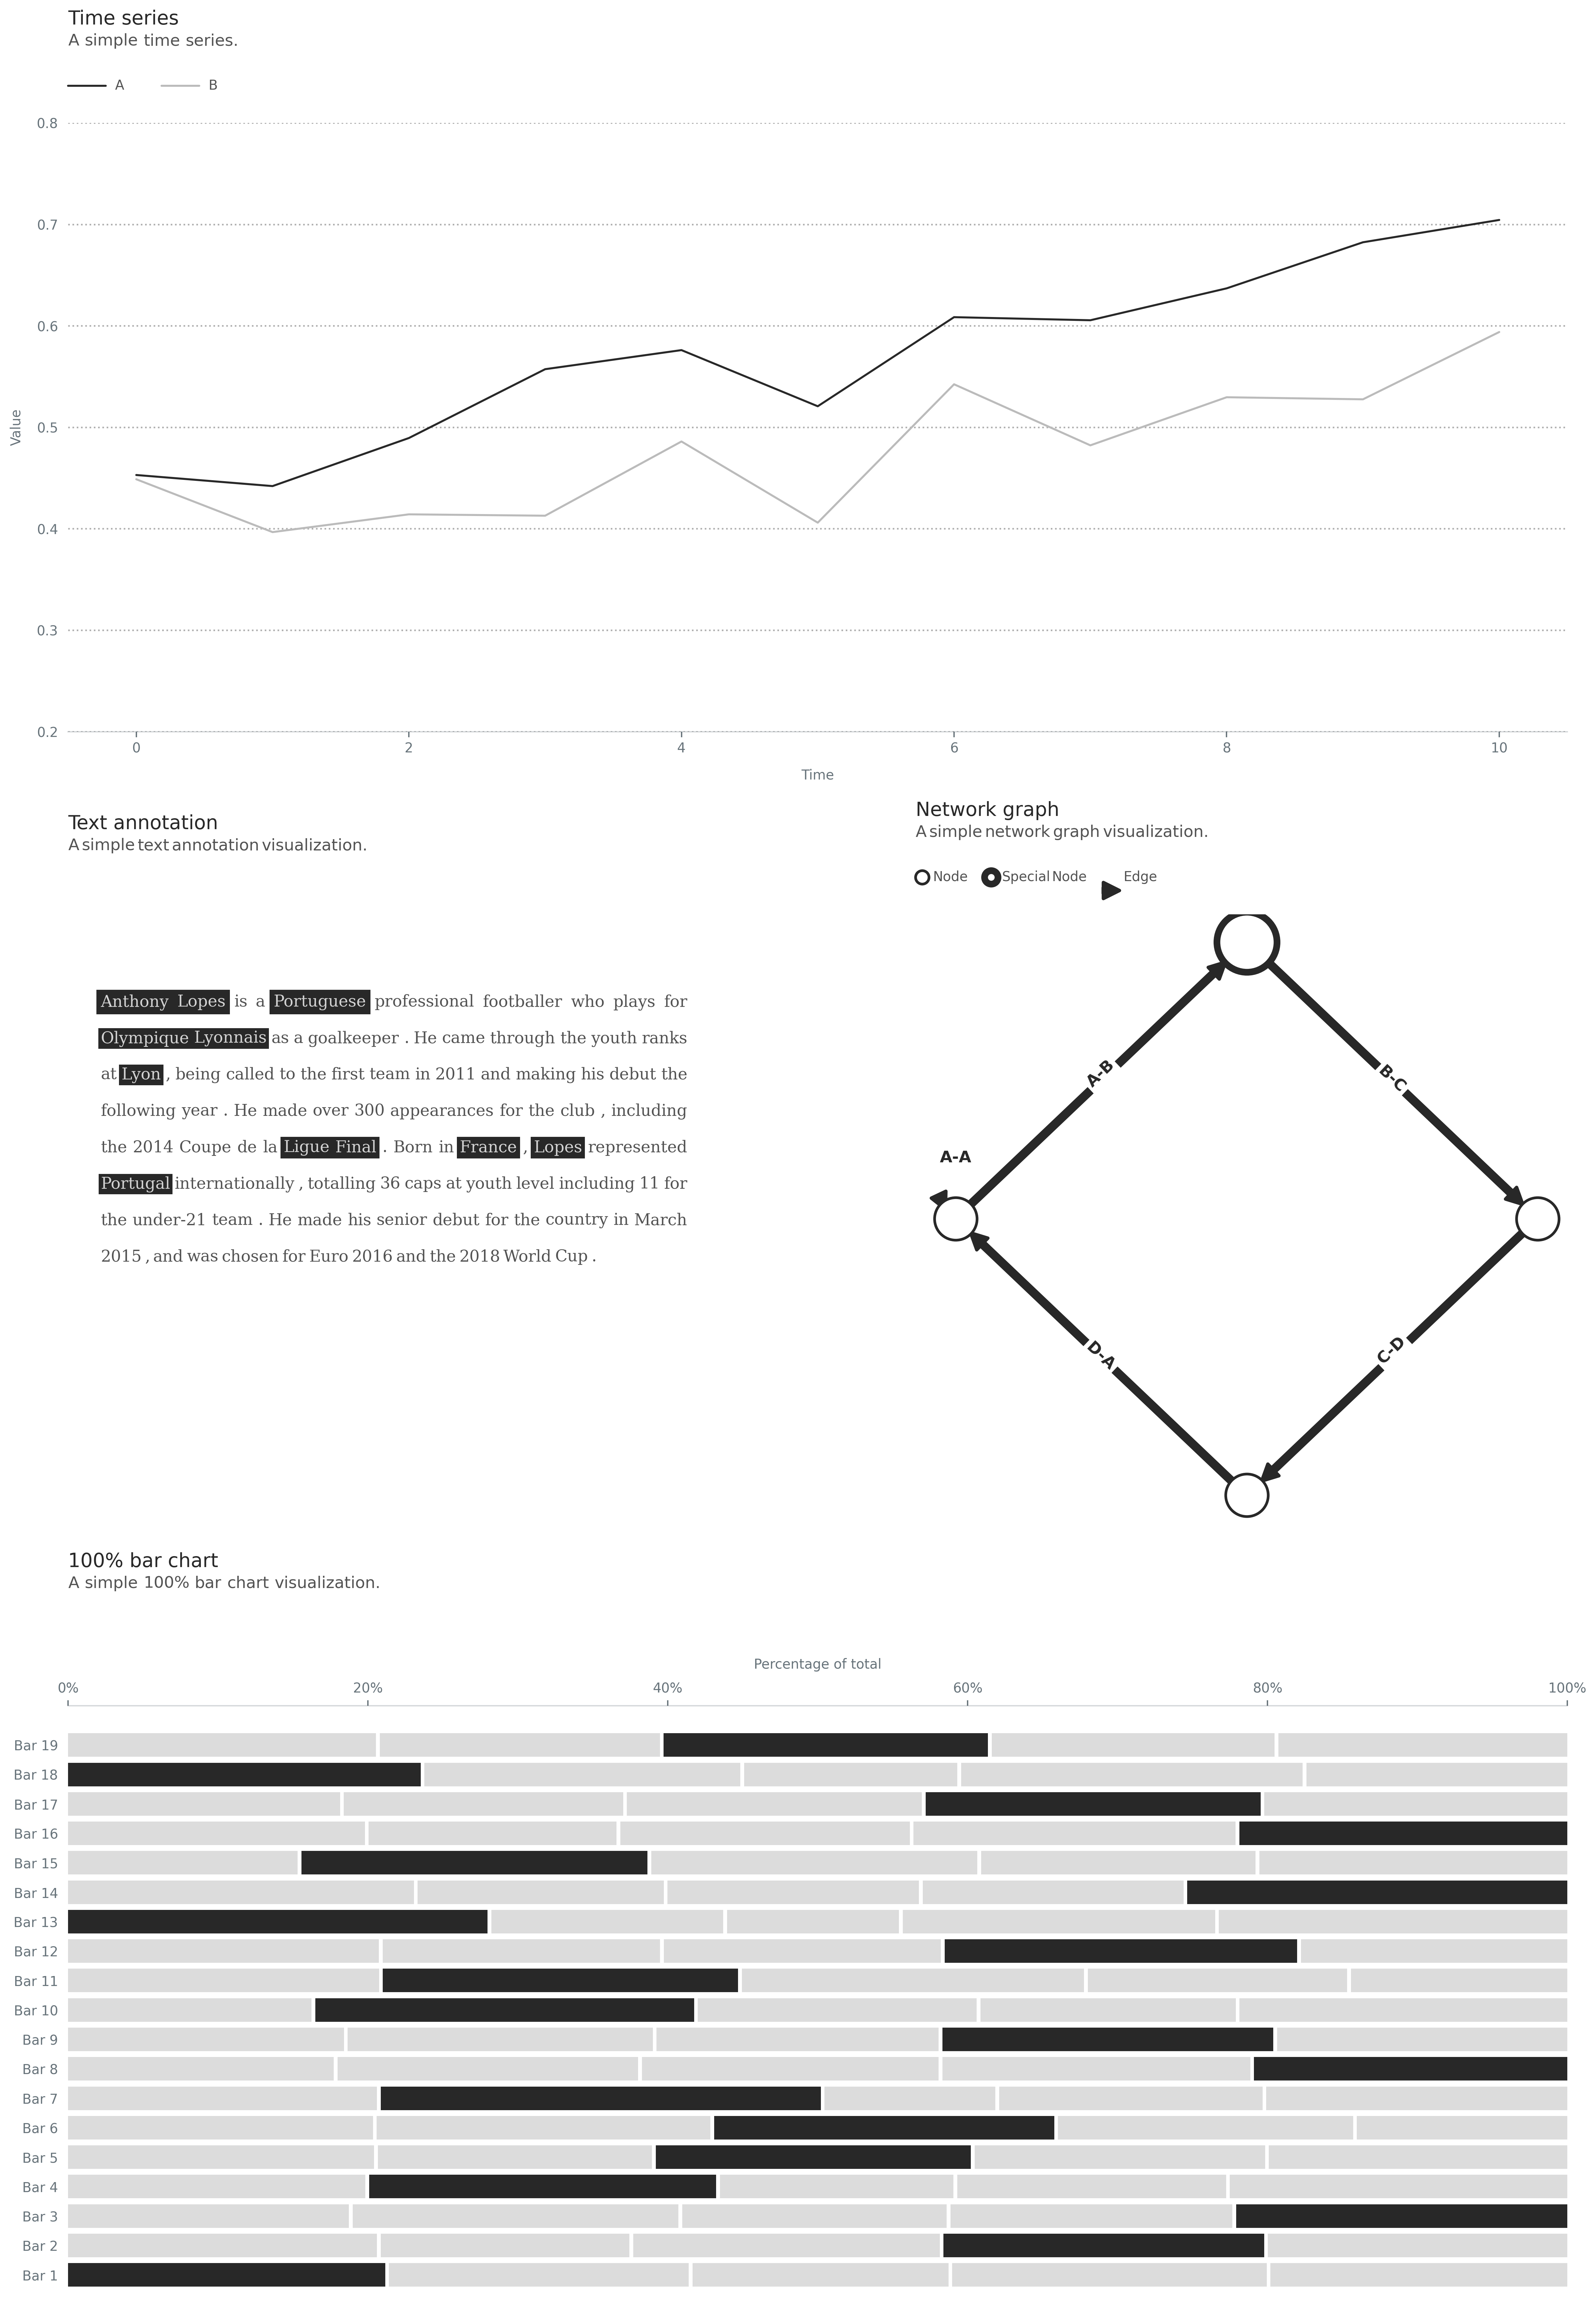 Time series
A simple time series.
A B
0.8
0.7
0.6
0.5
0.4
0.3
0.2
Value
0 2 4 6 8 10
Time
Text annotation
A simple text annotation visualization.
Anthony Lopes is a Portuguese professional footballer who plays for
Olympique Lyonnais as a goalkeeper . He came through the youth ranks
at Lyon , being called to the first team in 2011 and making his debut the
following year . He made over 300 appearances for the club , including
the 2014 Coupe de la Ligue Final . Born in France , Lopes represented
Portugal internationally , totalling 36 caps at youth level including 11 for
the under-21 team . He made his senior debut for the country in March
2015 , and was chosen for Euro 2016 and the 2018 World Cup .
Network graph
A simple network graph visualization.
Node Special Node Edge
A-B
B-C
A-A
D-A
C-D
100% bar chart
A simple 100% bar chart visualization.
Percentage of total
0% 20% 40% 60% 80% 100%
Bar 19
Bar 18
Bar 17
Bar 16
Bar 15
Bar 14
Bar 13
Bar 12
Bar 11
Bar 10
Bar 9
Bar 8
Bar 7
Bar 6
Bar 5
Bar 4
Bar 3
Bar 2
Bar 1